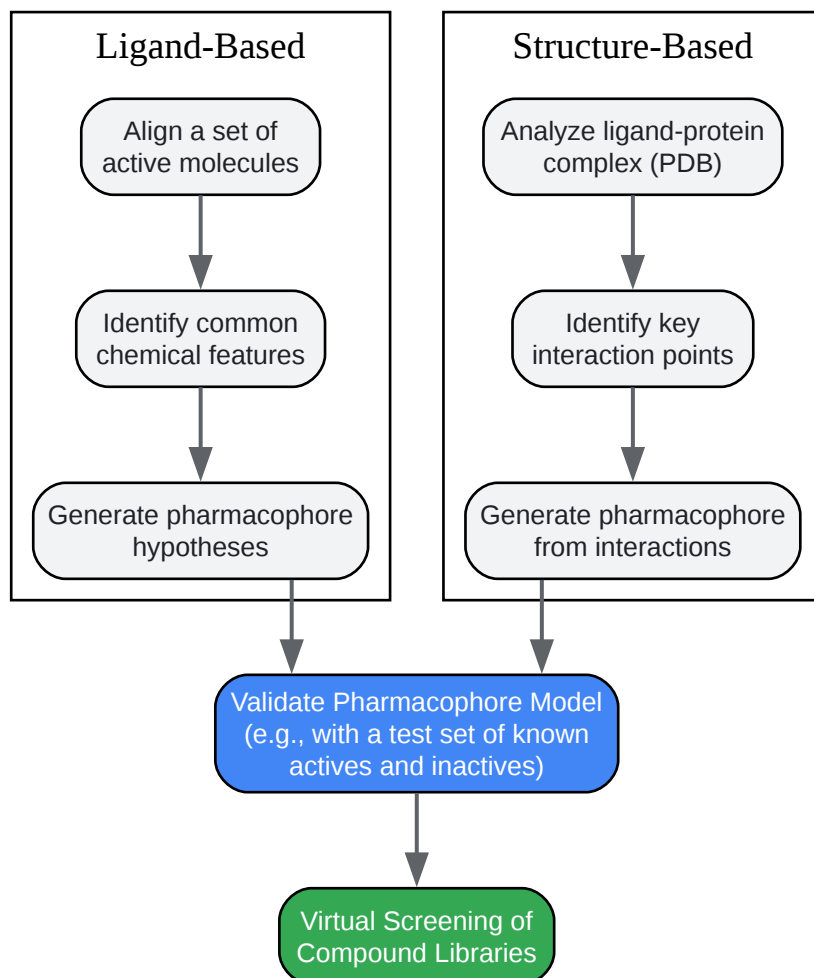 Ligand-Based
Align a set of
active molecules
Identify common
chemical features
Generate pharmacophore
hypotheses
Structure-Based
Analyze ligand-protein
complex (PDB)
Identify key
interaction points
Generate pharmacophore
from interactions
Validate Pharmacophore Model
(e.g., with a test set of known
actives and inactives)
Virtual Screening of
Compound Libraries